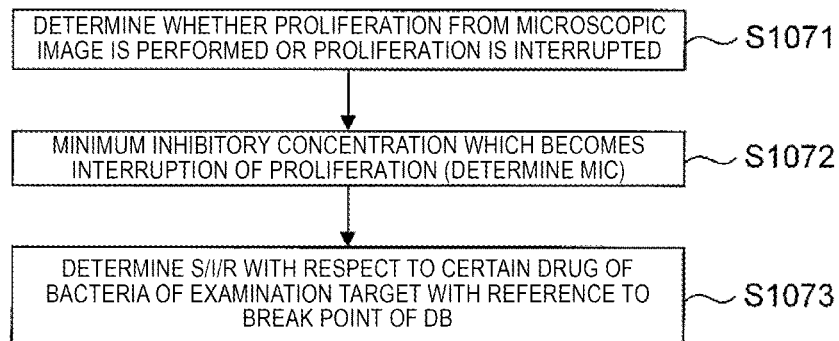 DETERMINE WHETHER PROLIFERATION FROM MICROSCOPIC
IMAGE IS PERFORMED OR PROLIFERATION IS INTERRUPTED
S1071
MINIMUM INHIBITORY CONCENTRATION WHICH BECOMES
INTERRUPTION OF PROLIFERATION (DETERMINE MIC)
S1072
DETERMINE S/I/R WITH RESPECT TO CERTAIN DRUG OF
BACTERIA OF EXAMINATION TARGET WITH REFERENCE TO
BREAK POINT OF DB
S1073